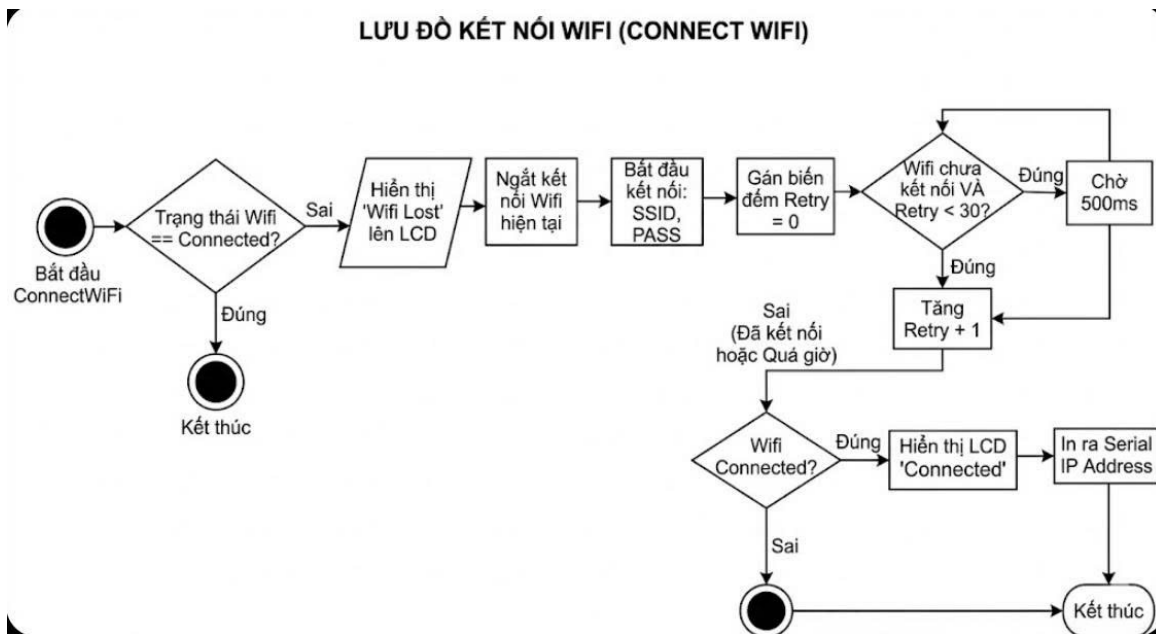 LƯU ĐỒ KẾT NỐI WIFI (CONNECT WIFI)
Bắt đầu
ConnectWiFi
Trạng thái Wifi
== Connected?
Sai
Đúng
Kết thúc
Hiển thị
'Wifi Lost'
lên LCD
Ngắt kết
nối Wifi
hiện tại
Bắt đầu
kết nối:
SSID,
PASS
Gán biến
đếm Retry
= 0
Wifi chưa
kết nối VÀ
Retry < 30?
Đúng
Chờ
500ms
Đúng
Tăng
Retry + 1
Sai
(Đã kết nối
hoặc Quá giờ)
Wifi
Connected?
Đúng
Hiển thị LCD
'Connected'
In ra Serial
IP Address
Sai
Kết thúc